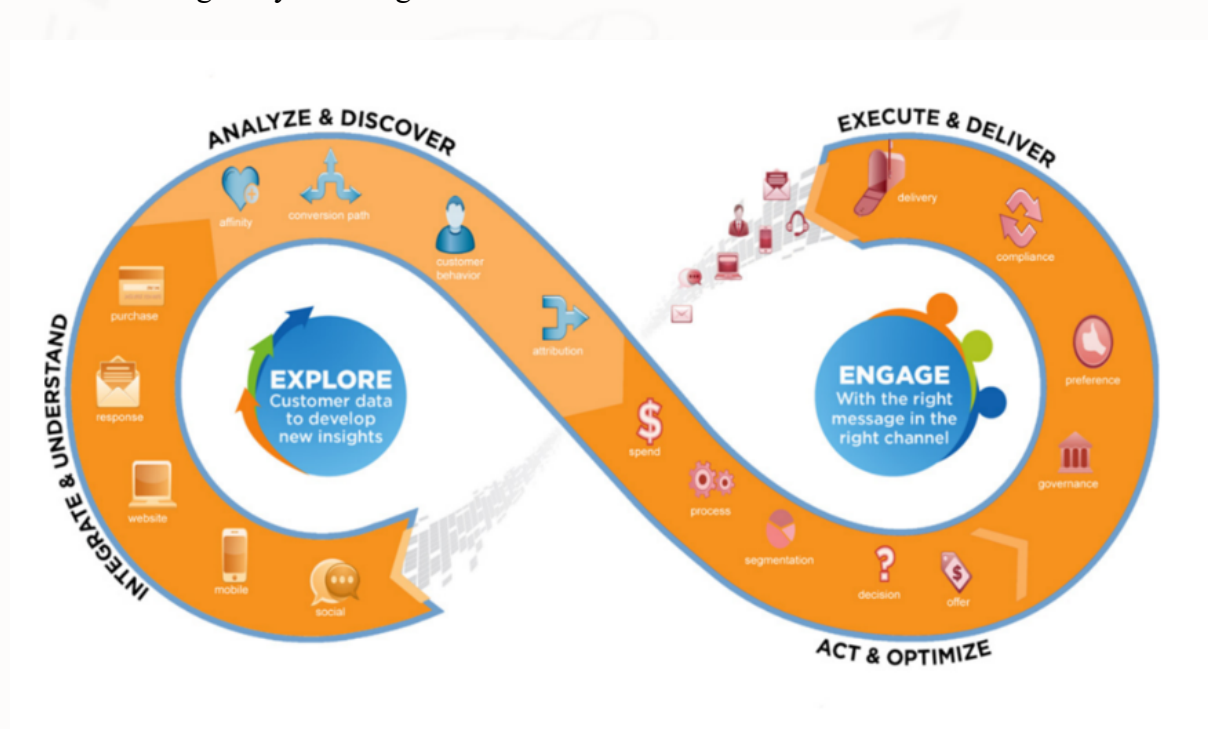 ANALYZE & DISCOVER
affinity
conversion path
customer
behavior
attribution
INTEGRATE & UNDERSTAND
purchase
response
website
mobile
social
EXPLORE
Customer data
to develop
new insights
EXECUTE & DELIVER
delivery
compliance
preference
governance
ENGAGE
With the right
message in the
right channel
spend
process
segmentation
decision
offer
ACT & OPTIMIZE
$
?
$